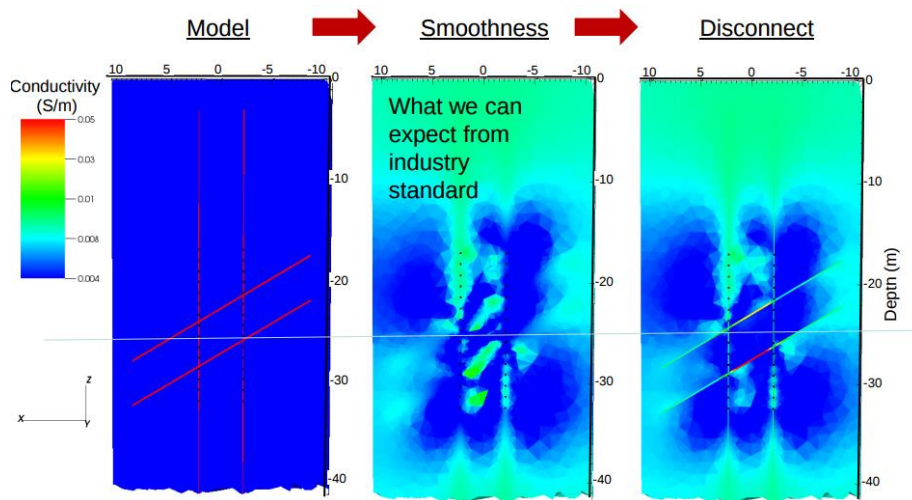 Model
Smoothness
Disconnect
Conductivity
(S/m)
0.05
0.03
0.01
0.008
0.004
10 5 0 -5 -10
0
-10
-20
-30
-40
10 5 0 -5 -10
0
-10
-20
-30
-40
What we can
expect from
industry
standard
10 5 0 -5 -10
0
-10
-20
-30
-40
Depth (m)
Z
X
Y